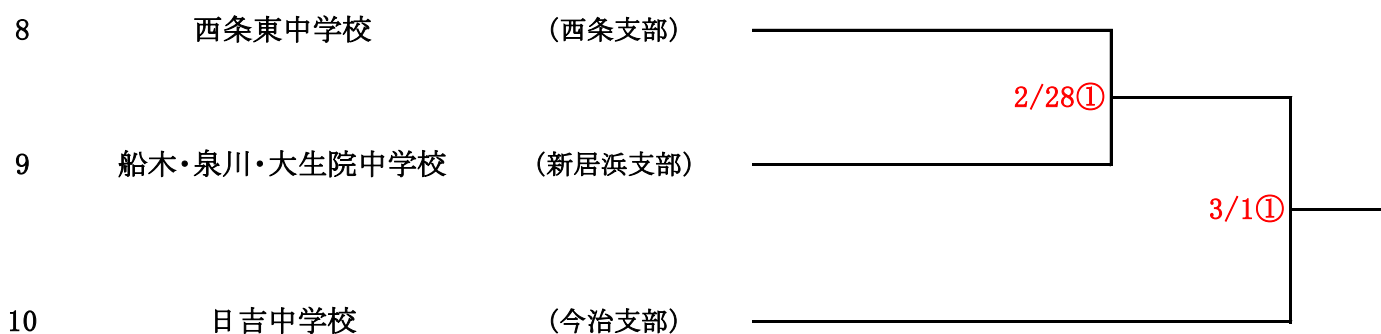 8 西条東中学校 (西条支部)
2/28①
9 船木・泉川・大生院中学校 (新居浜支部)
3/1①
10 日吉中学校 (今治支部)